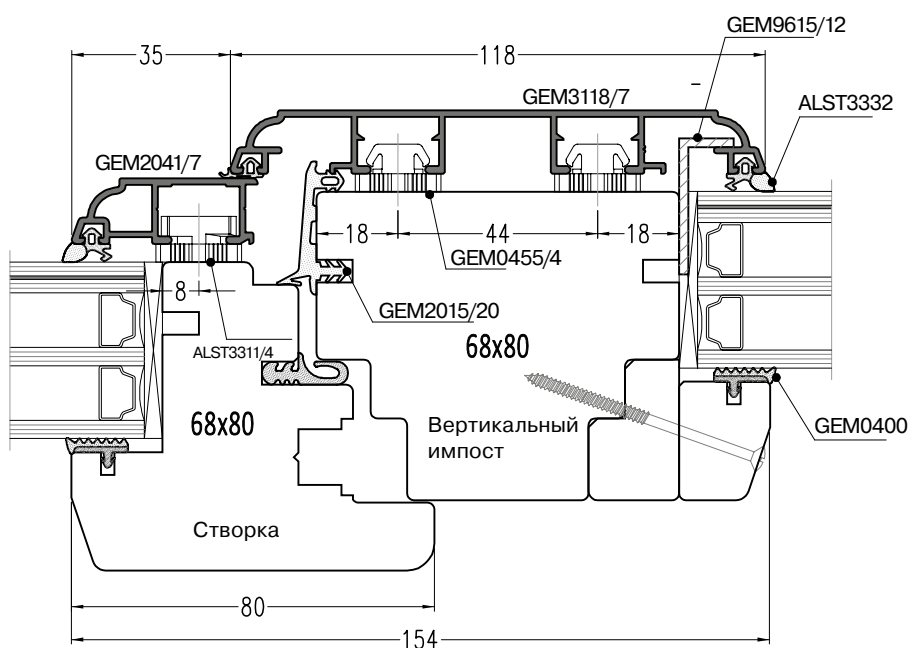 GEM9615/12
35
118
GEM3118/7
ALST3332
GEM2041/7
18
44
18
GEM0455/4
8
GEM2015/20
ALST3311/4
68x80
68x80
Вертикальный
импост
GEM0400
Створка
80
154